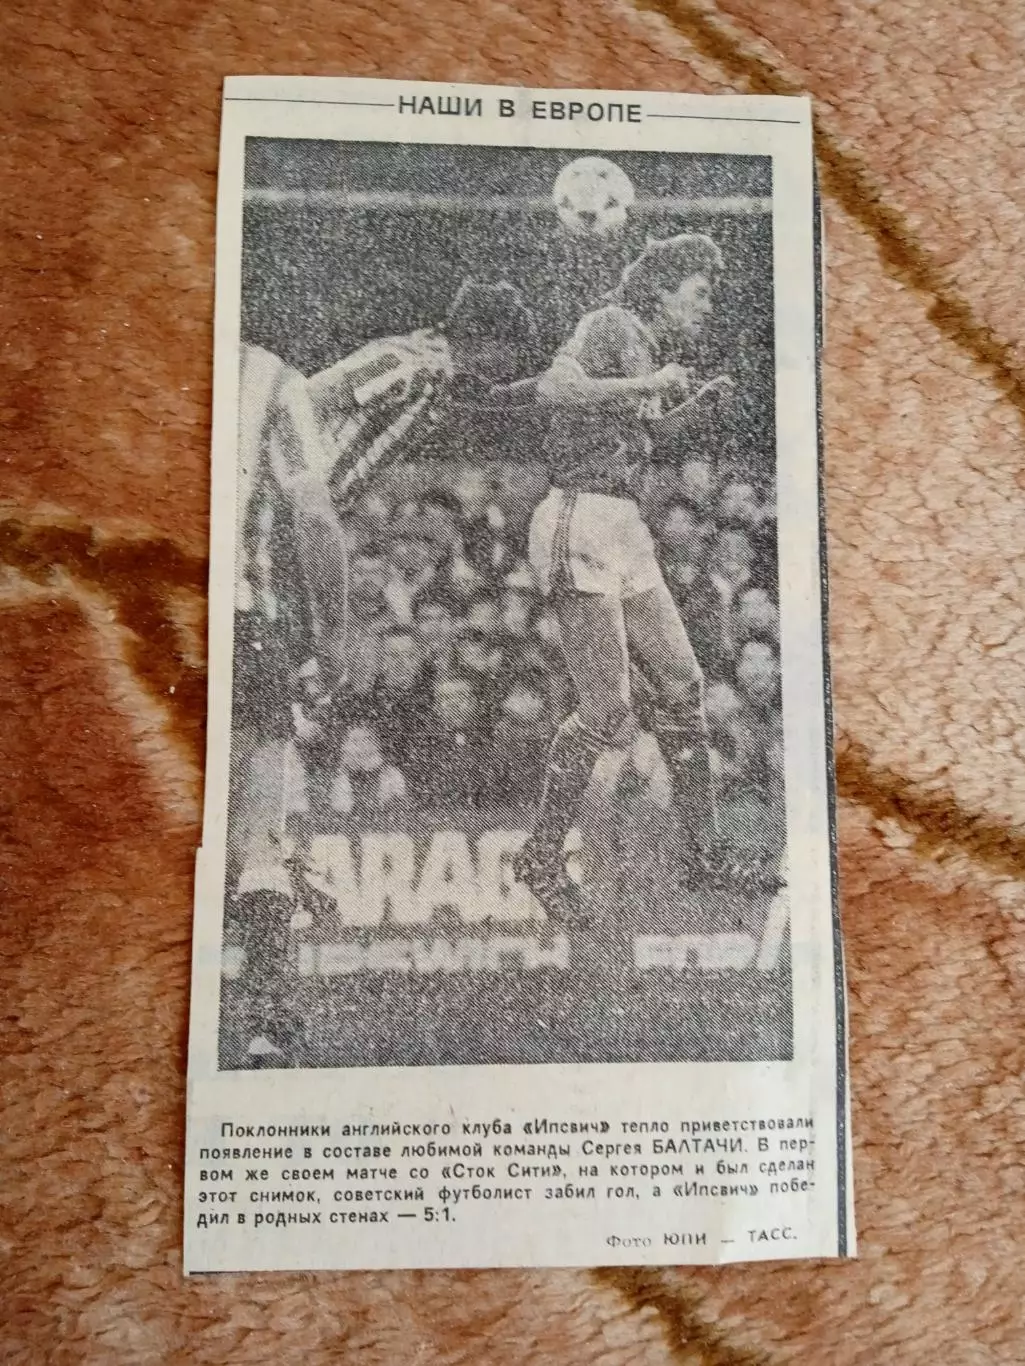 НАШИ В ЕВРОПЕ
ARAG
Поклонники английского клуба «Ипсвич» тепло приветствовали
появление в составе любимой команды Сергея БАЛТАЧИ. В пер-
вом же своем матче со «Сток Сити», на котором и был сделан
этот снимок, советский футболист забил гол, а «Ипсвич» побе-
дил в родных стенах — 5:1.
Фото ЮПИ — ТАСС.